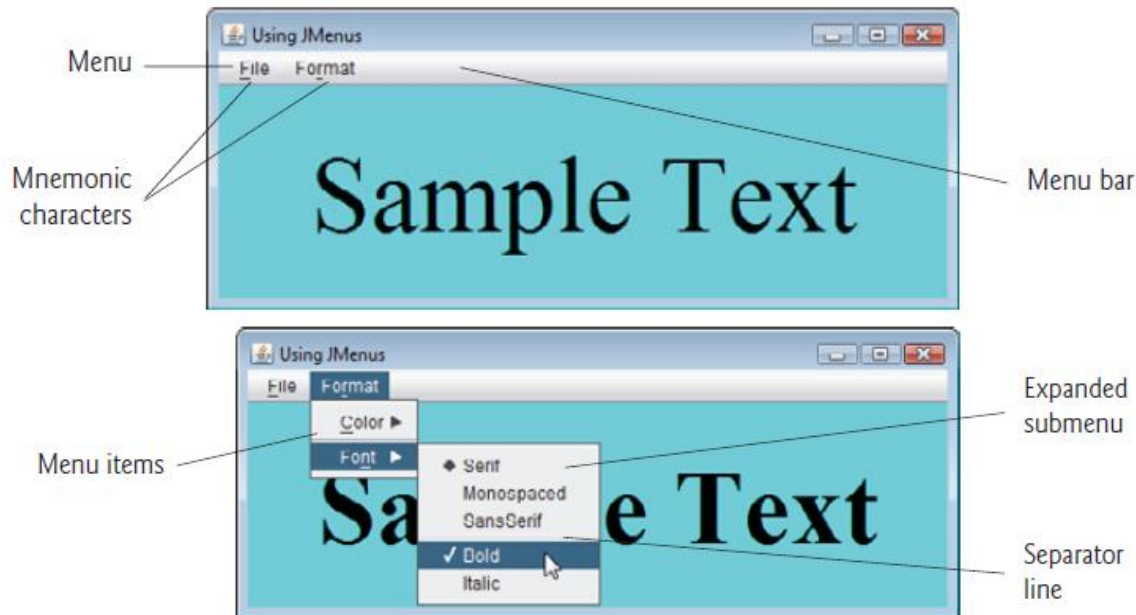 Using JMenus
Menu
File Format
Mnemonic
characters
Sample Text
Menu bar
Using JMenus
File Format
Expanded
submenu
Color
Menu items
Font
Serif
Monospaced
SansSerif
Sa e Text
Bold
Italic
Separator
line